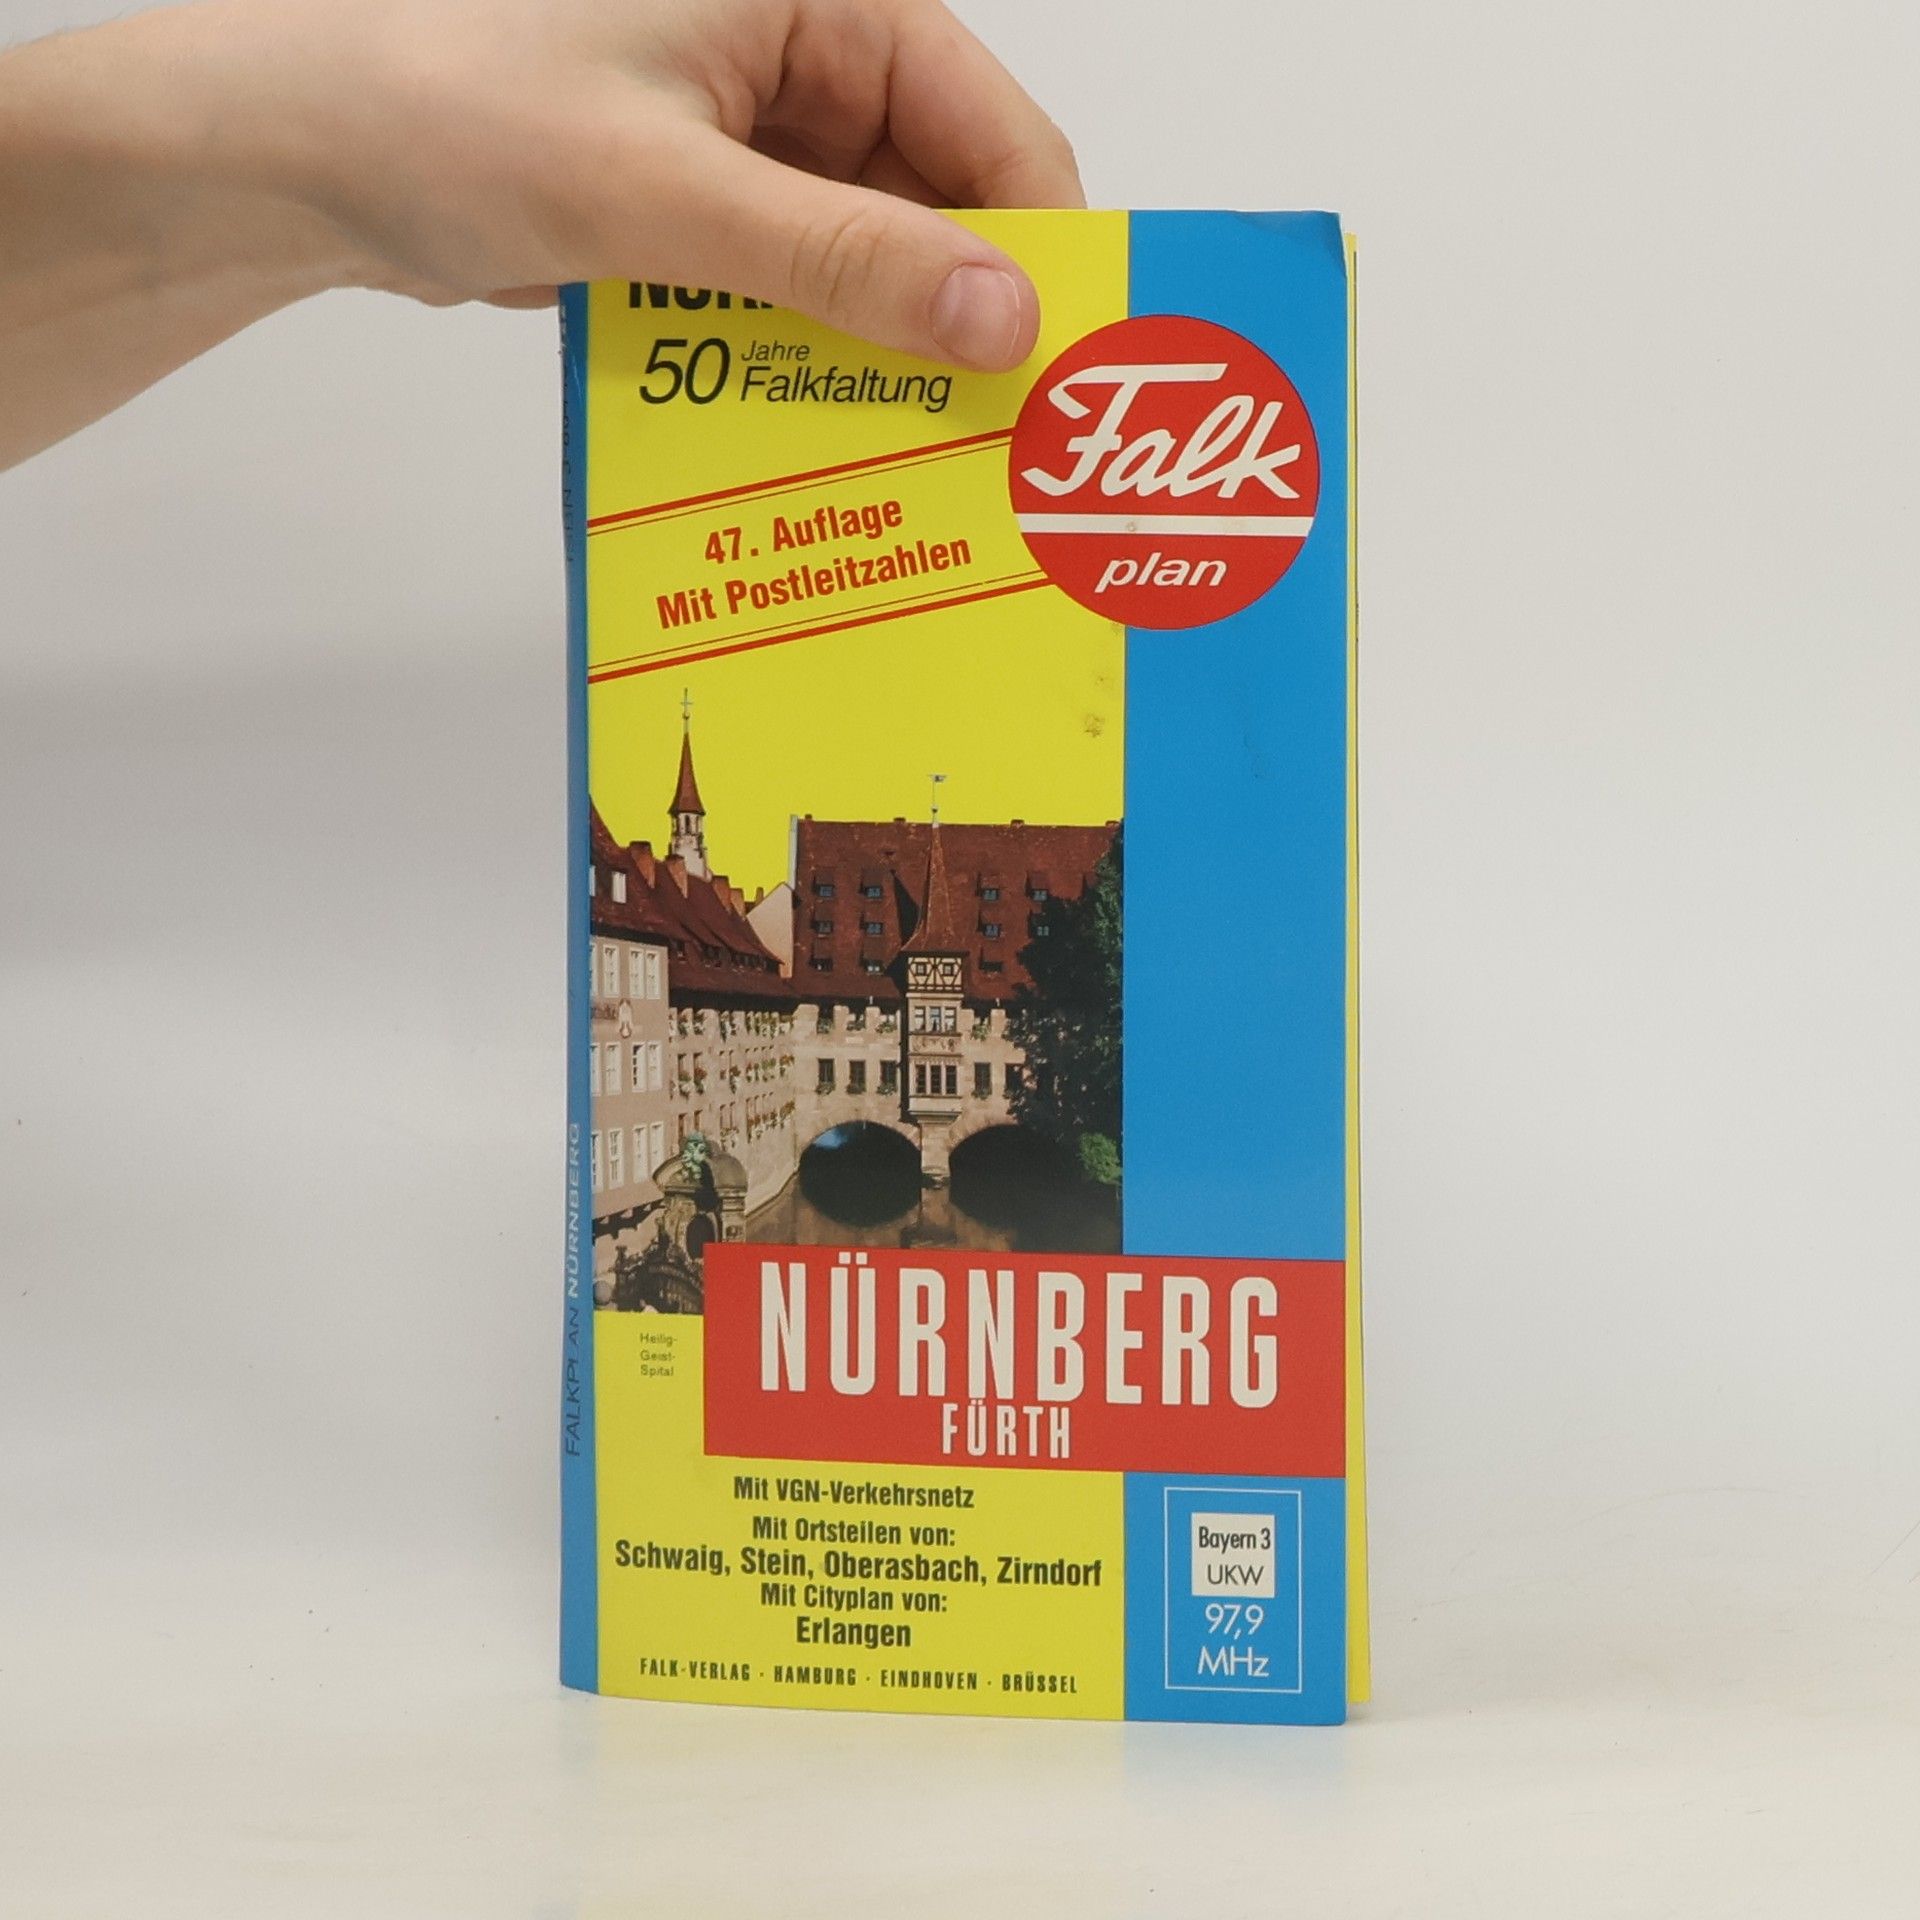 50 Jahre
Falkfaltung
47. Auflage
Mit Postleitzahlen
Falk
plan
NÜRNBERG
FÜRTH
Heilig-
Geist-
Spital
Mit VGN-Verkehrsnetz
Mit Ortsteilen von:
Schwaig, Stein, Oberasbach, Zirndorf
Mit Cityplan von:
Erlangen
FALK-VERLAG · HAMBURG · EINDHOVEN · BRÜSSEL
Bayern 3
UKW
97,9
MHz
FALKPLAN NÜRNBERG